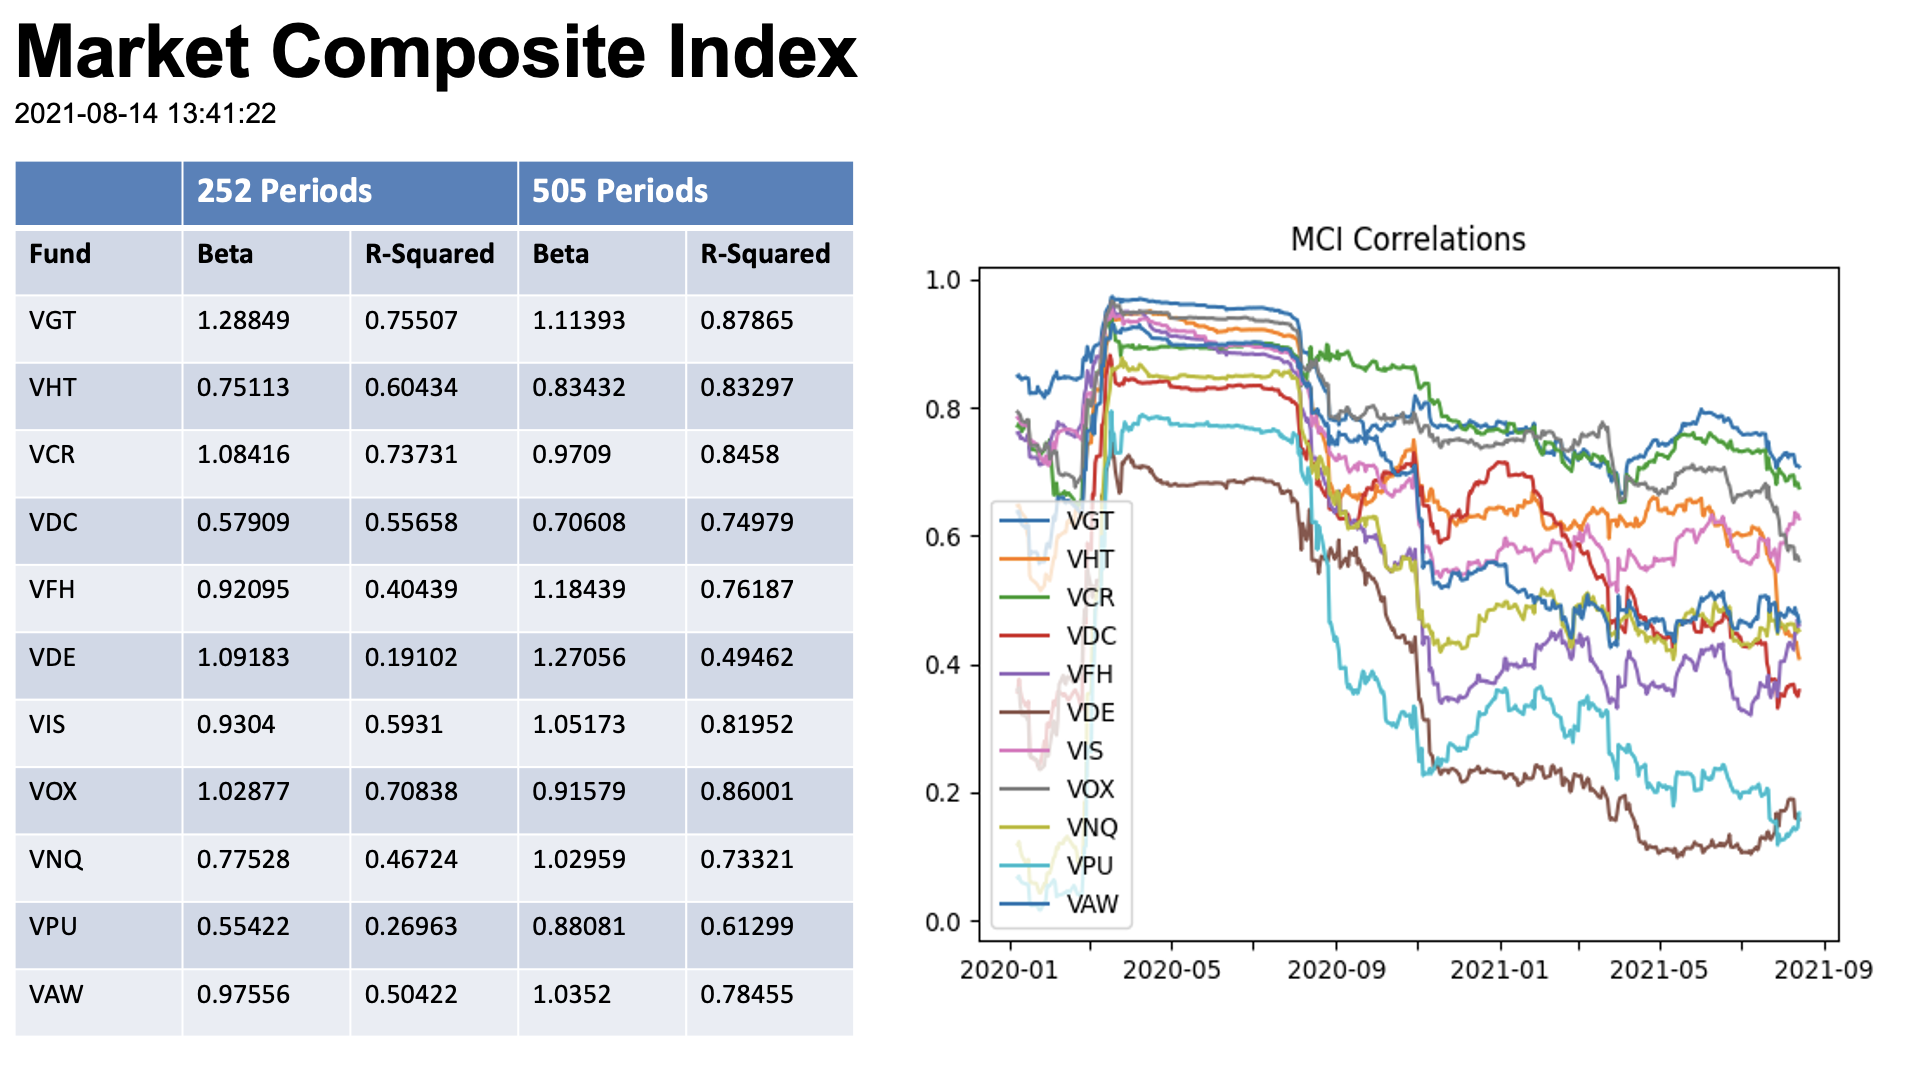 Market Composite Index
2021-08-14 13:41:22
252 Periods 505 Periods
Fund Beta R-Squared Beta R-Squared
VGT 1.28849 0.75507 1.11393 0.87865
VHT 0.75113 0.60434 0.83432 0.83297
VCR 1.08416 0.73731 0.9709 0.8458
VDC 0.57909 0.55658 0.70608 0.74979
VFH 0.92095 0.40439 1.18439 0.76187
VDE 1.09183 0.19102 1.27056 0.49462
VIS 0.9304 0.5931 1.05173 0.81952
VOX 1.02877 0.70838 0.91579 0.86001
VNQ 0.77528 0.46724 1.02959 0.73321
VPU 0.55422 0.26963 0.88081 0.61299
VAW 0.97556 0.50422 1.0352 0.78455
MCI Correlations
1.0
0.8
0.6
0.4
0.2
0.0
VGT
VHT
VCR
VDC
VFH
VDE
VIS
VOX
VNQ
VPU
VAW
2020-01 2020-05 2020-09 2021-01 2021-05 2021-09